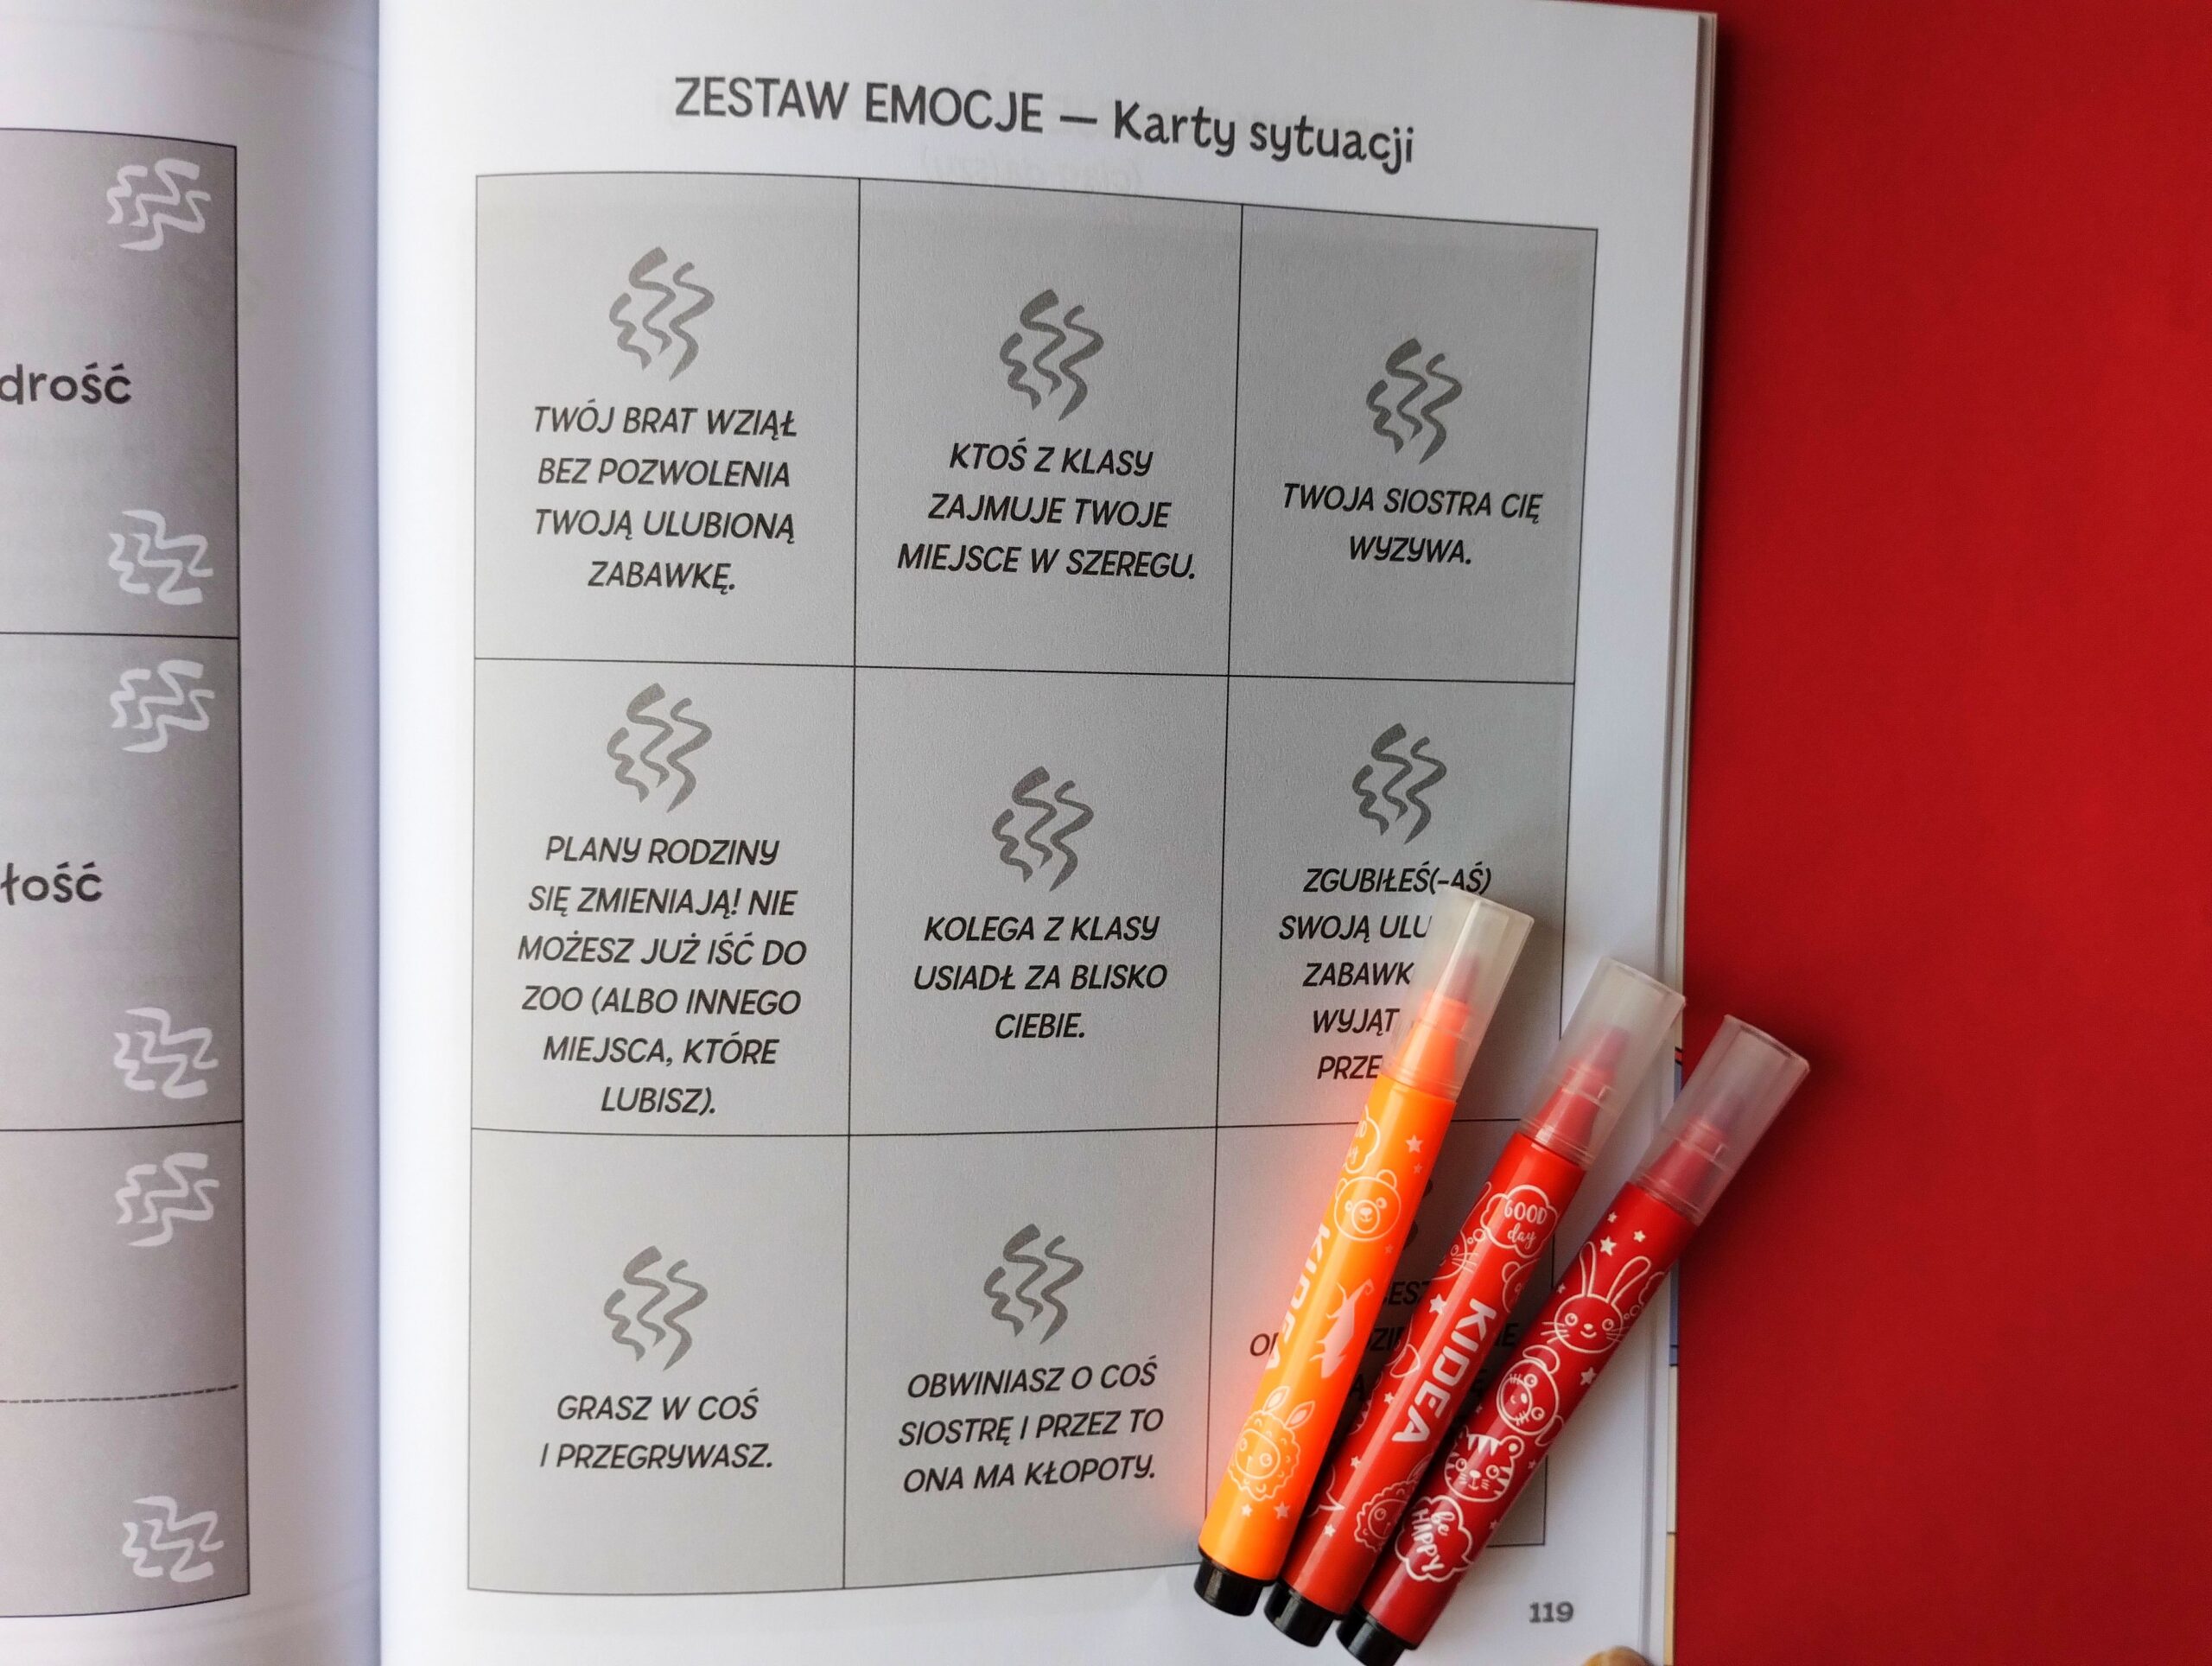 ZESTAW EMOCJE — Karty sytuacji
TWÓJ BRAT WZIĄŁ
BEZ POZWOLENIA
TWOJĄ ULUBIONĄ
ZABAWKĘ.
KTOŚ Z KLASY
ZAJMUJE TWOJE
MIEJSCE W SZEREGU.
TWOJA SIOSTRA CIĘ
WYZYWA.
PLANY RODZINY
SIĘ ZMIENIAJĄ! NIE
MOŻESZ JUŻ IŚĆ DO
ZOO (ALBO INNEGO
MIEJSCA, KTÓRE
LUBISZ).
KOLEGA Z KLASY
USIADŁ ZA BLISKO
CIEBIE.
ZGUBIŁEŚ(-AŚ)
SWOJĄ ULU
ZABAWK
WYJĄT
PRZE
GRASZ W COŚ
I PRZEGRYWASZ.
OBWINIASZ O COŚ
SIOSTRĘ I PRZEZ TO
ONA MA KŁOPOTY.
119
drość
łość
KIDEA
GOOD
day
KIDEA
be
HAPPY